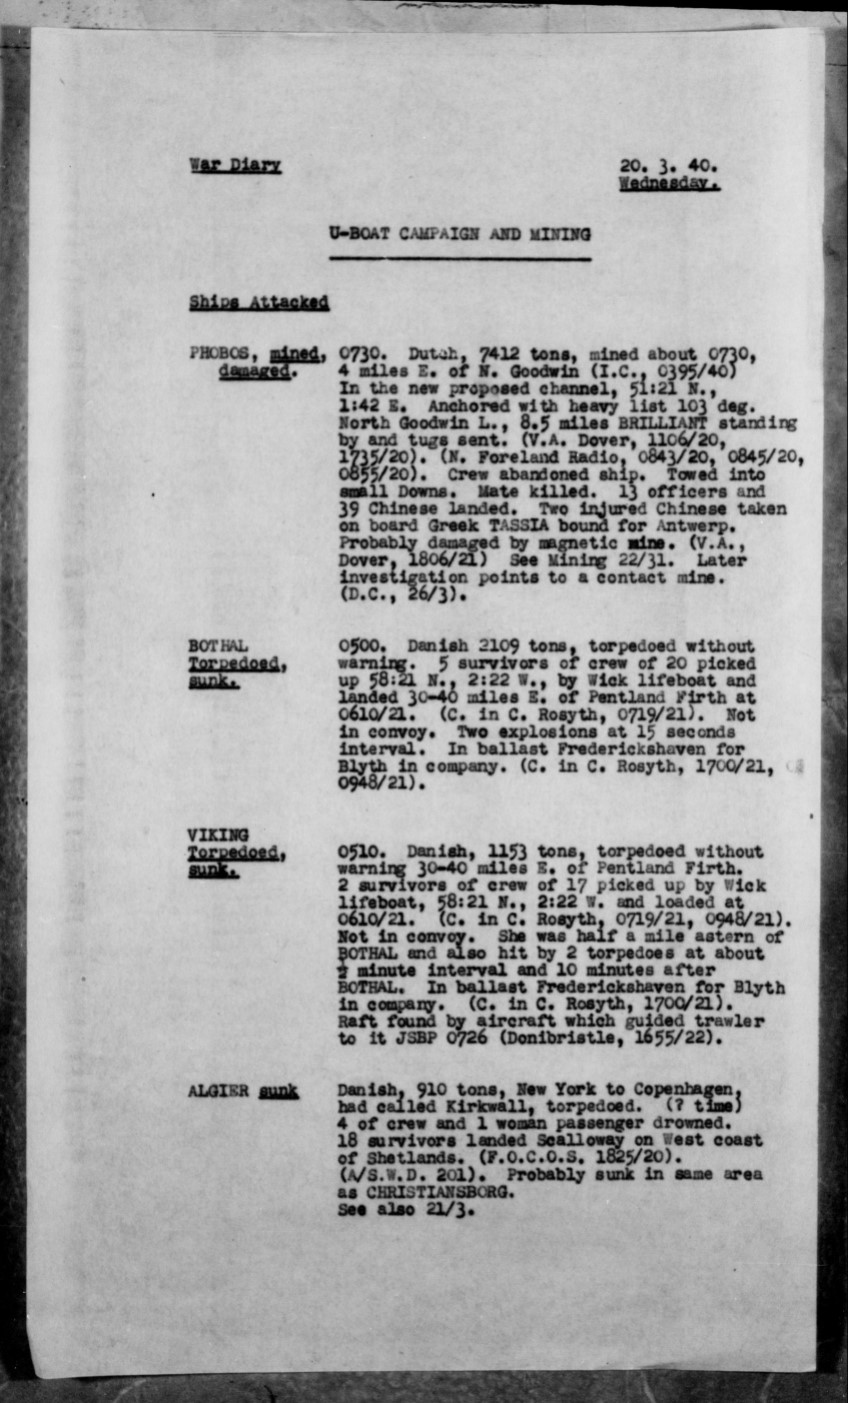 War Diary
20. 3. 40.
Wednesday.
U-BOAT CAMPAIGN AND MINING
Ships Attacked
PHOBOS, mined, 0730. Dutch, 7412 tons, mined about 0730,
damaged. 4 miles E. of N. Goodwin (I.C., 0395/40)
In the new proposed channel, 51:21 N.,
1:42 E. Anchored with heavy list 103 deg.
North Goodwin L., 8.5 miles BRILLIANT standing
by and tugs sent. (V.A. Dover, 1106/20,
1735/20). (N. Foreland Radio, 0843/20, 0845/20,
0855/20). Crew abandoned ship. Towed into
small Downs. Mate killed. 13 officers and
39 Chinese landed. Two injured Chinese taken
on board Greek TASSIA bound for Antwerp.
Probably damaged by magnetic mine. (V.A.,
Dover, 1806/21) See Mining 22/31. Later
investigation points to a contact mine.
(D.C., 26/3).
BOTHAL 0500. Danish 2109 tons, torpedoed without
Torpedoed, warning. 5 survivors of crew of 20 picked
sunk. up 58:21 N., 2:22 W., by Wick lifeboat and
landed 30-40 miles E. of Pentland Firth at
0610/21. (C. in C. Rosyth, 0719/21). Not
in convoy. Two explosions at 15 seconds
interval. In ballast Frederickshaven for
Blyth in company. (C. in C. Rosyth, 1700/21,
0948/21).
VIKING
Torpedoed, 0510. Danish, 1153 tons, torpedoed without
sunk. warning 30-40 miles E. of Pentland Firth.
2 survivors of crew of 17 picked up by Wick
lifeboat, 58:21 N., 2:22 W. and loaded at
0610/21. (C. in C. Rosyth, 0719/21, 0948/21).
Not in convoy. She was half a mile astern of
BOTHAL and also hit by 2 torpedoes at about
½ minute interval and 10 minutes after
BOTHAL. In ballast Frederickshaven for Blyth
in company. (C. in C. Rosyth, 1700/21).
Raft found by aircraft which guided trawler
to it JSBP 0726 (Donibristle, 1655/22).
ALGIER sunk Danish, 910 tons, New York to Copenhagen,
had called Kirkwall, torpedoed. (? time)
4 of crew and 1 woman passenger drowned.
18 survivors landed Scalloway on West coast
of Shetlands. (F.O.C.O.S. 1825/20).
(A/S.W.D. 201). Probably sunk in same area
as CHRISTIANSBORG.
See also 21/3.